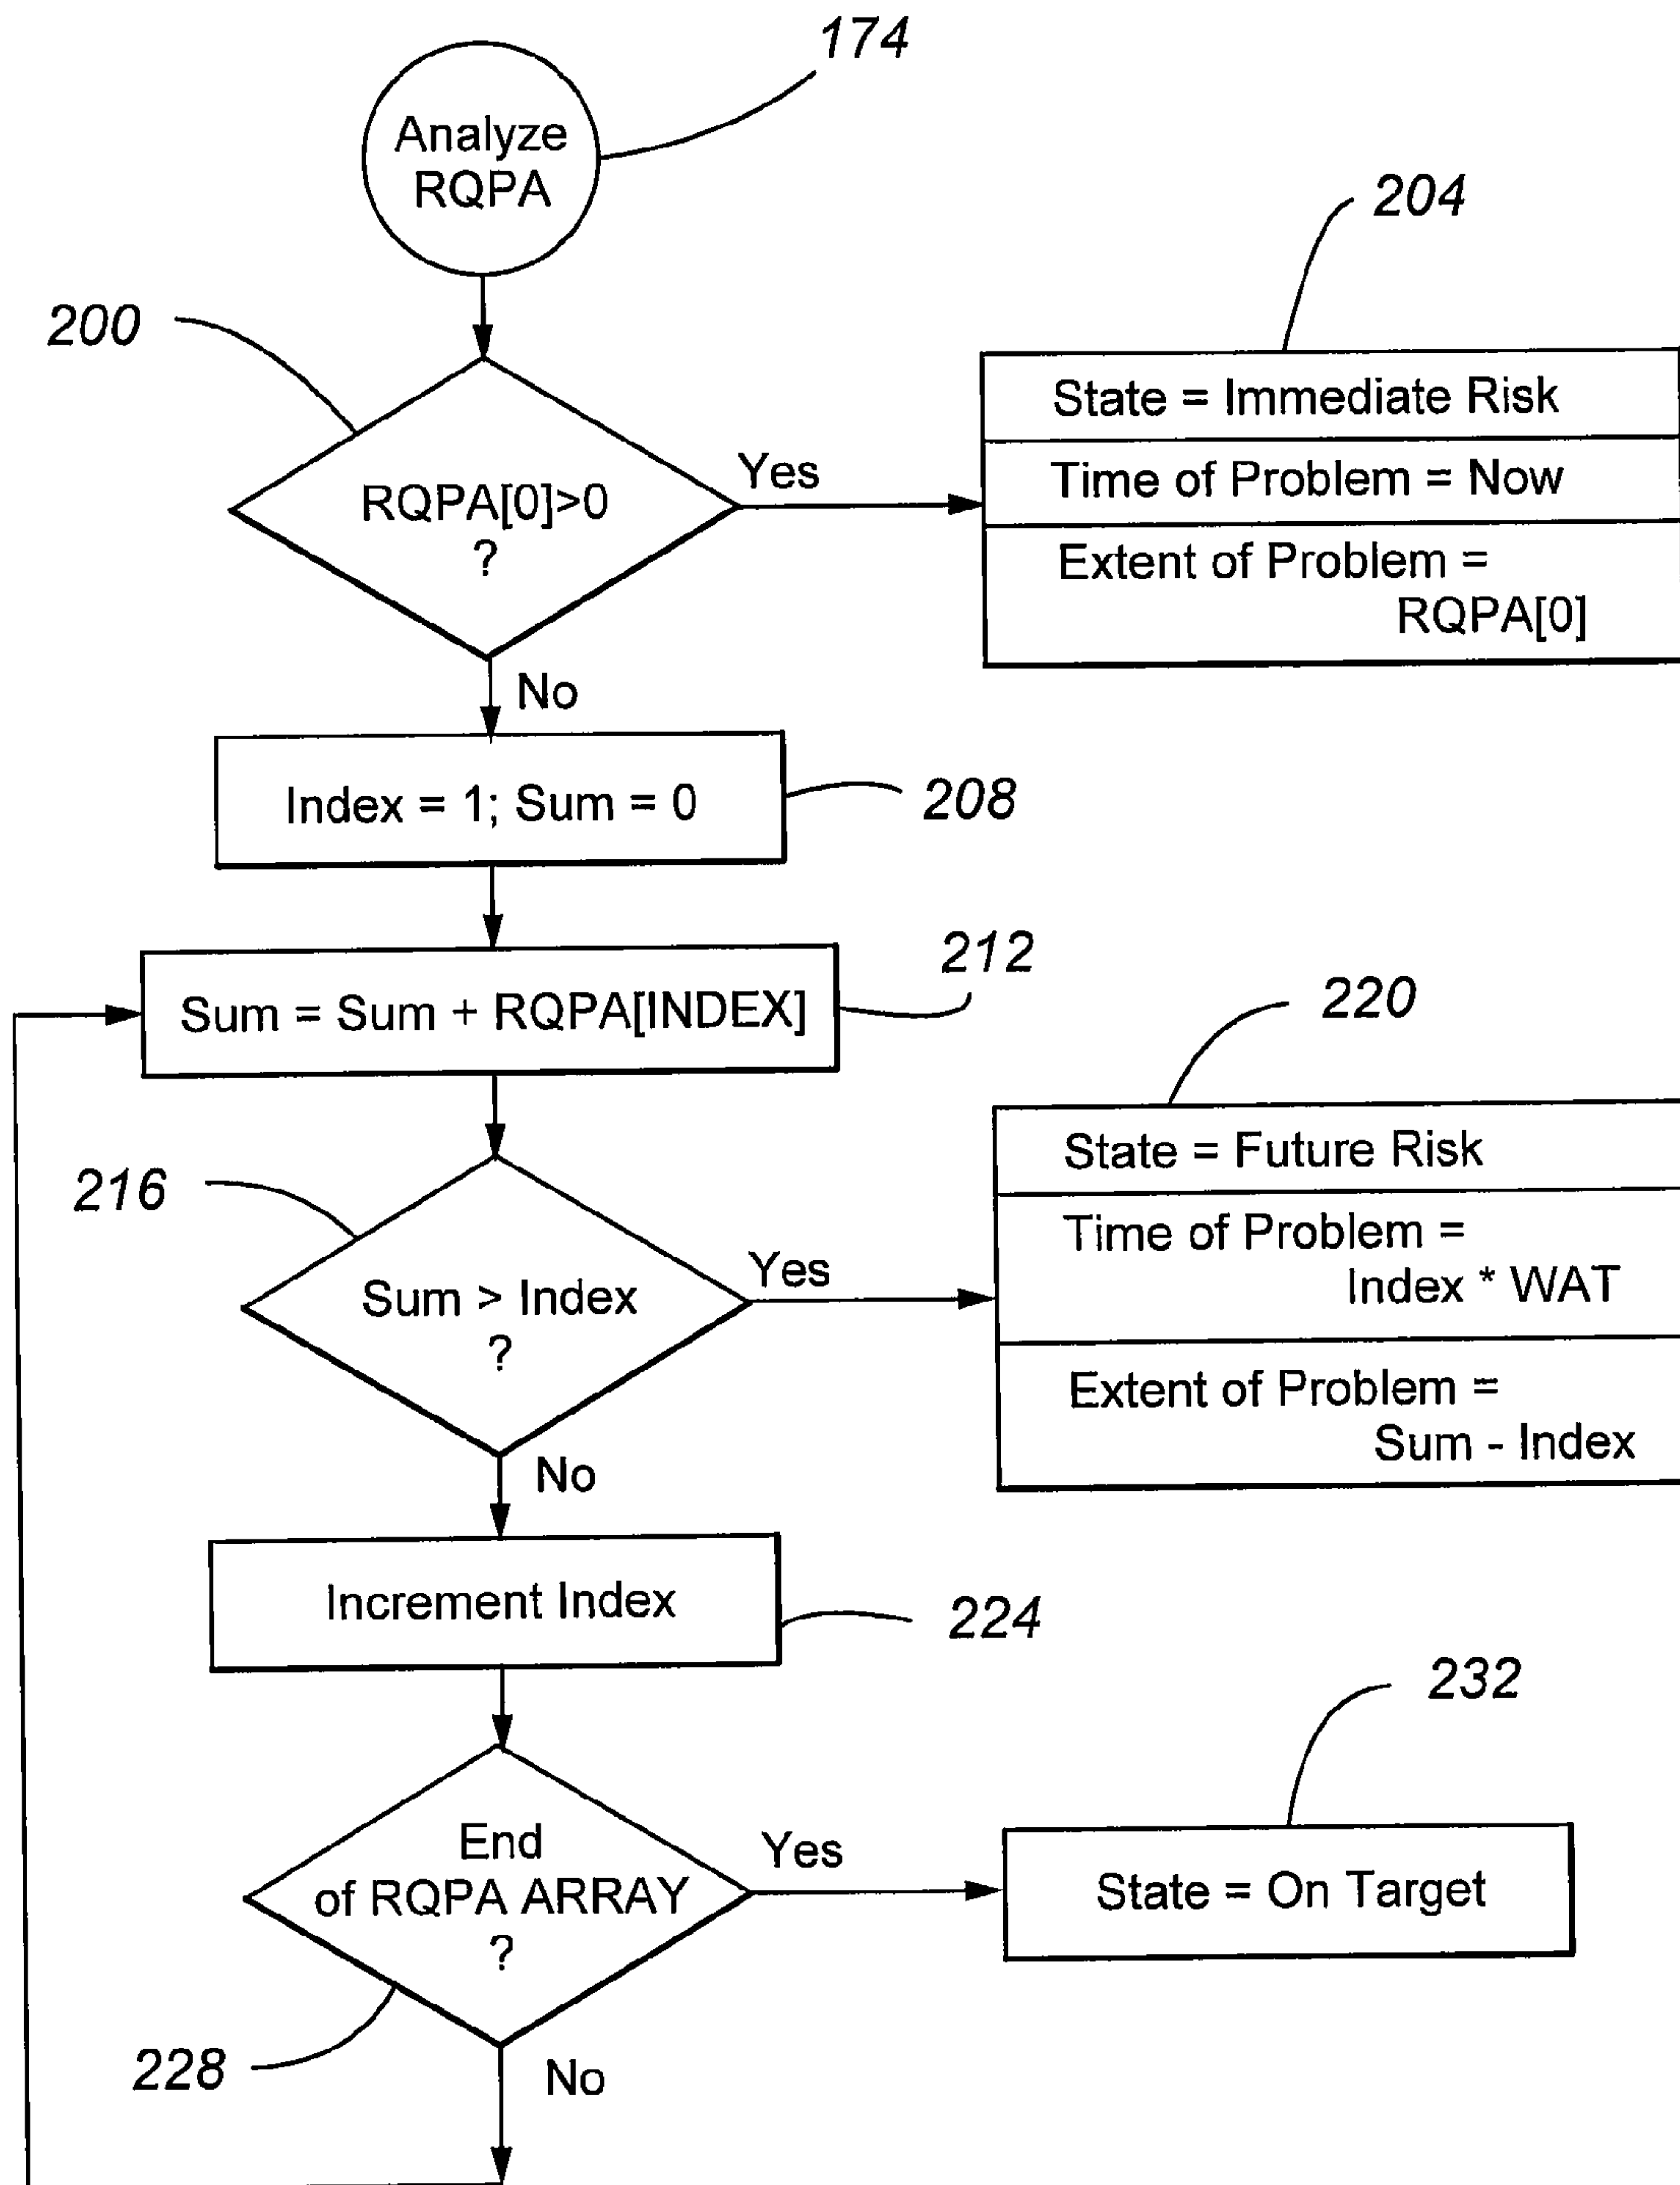 174
Analyze
RQPA
204
200
State = Immediate Risk
Time of Problem = Now
Extent of Problem =
RQPA[0]
Yes
RQPA[0]>0
?
No
Index = 1; Sum = 0
208
212
Sum = Sum + RQPA[INDEX]
220
State = Future Risk
Time of Problem =
Index * WAT
Extent of Problem =
Sum - Index
216
Yes
Sum > Index
?
No
Increment Index
224
232
End
of RQPA ARRAY
?
Yes
State = On Target
228
No